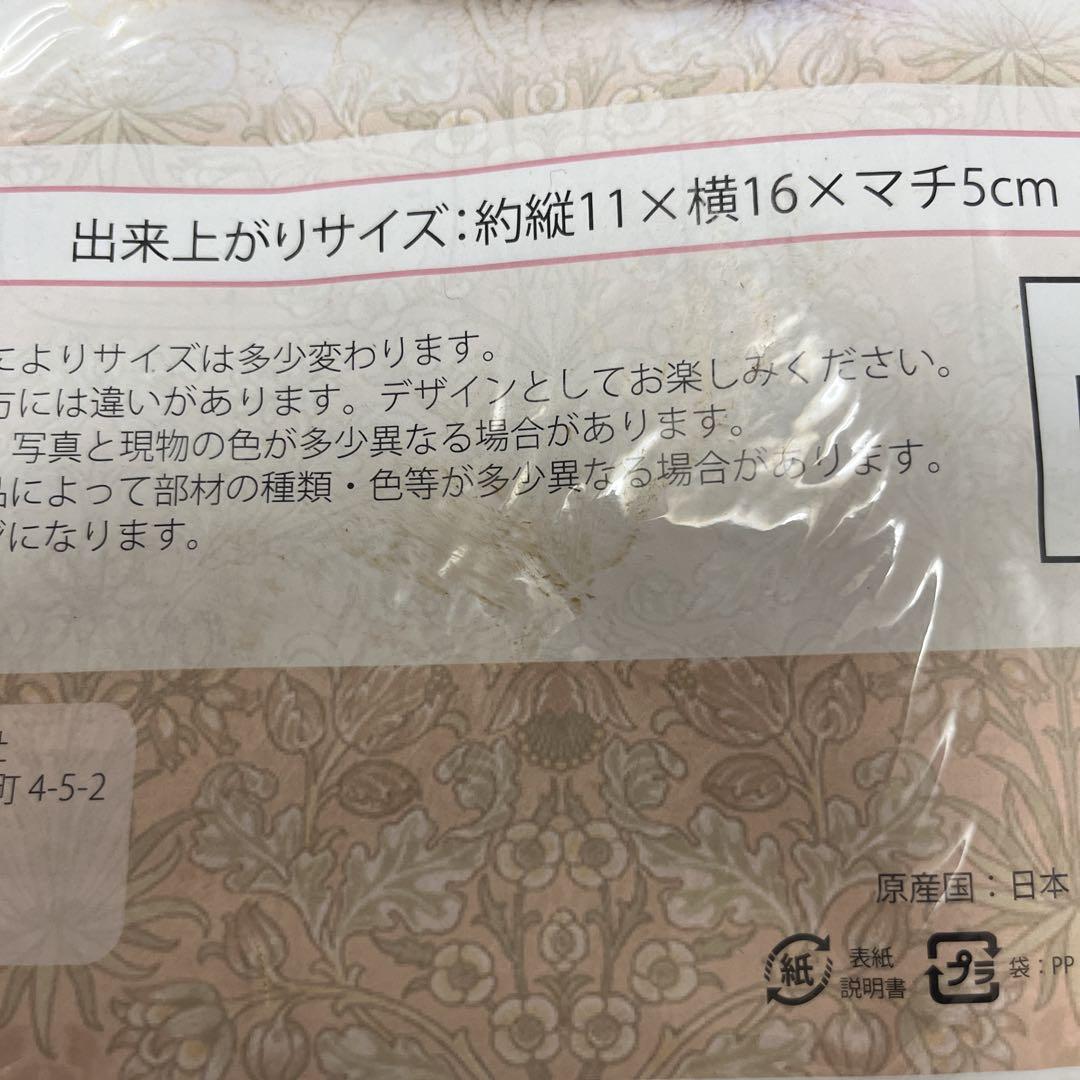 出来上がりサイズ：約縦11×横16×マチ5cm
によりサイズは多少変わります。
方には違いがあります。デザインとしてお楽しみください。
写真と現物の色が多少異なる場合があります。
品によって部材の種類・色等が多少異なる場合があります。
になります。
町 4-5-2
原産国：日本
紙 表紙
説明書
プラ 袋：PP